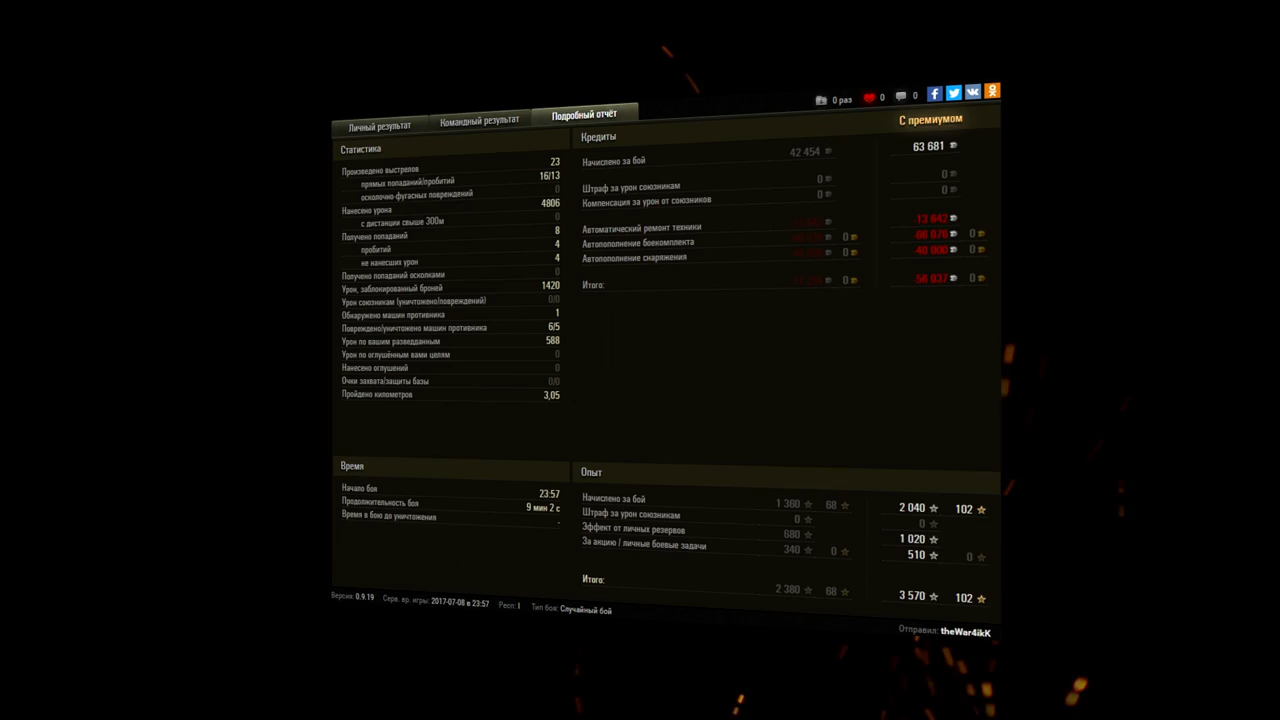 0 раз 0 0
Личный результат Командный результат Подробный отчёт
С премиумом
Статистика
Произведено выстрелов 23
прямых попаданий/пробитий 16/13
осколочно-фугасных повреждений 0
Нанесено урона 4806
с дистанции свыше 300м 0
Получено попаданий 8
пробитий 4
не нанесших урон 4
Получено попаданий осколками 0
Урон, заблокированный броней 1420
Урон союзникам (уничтожено/повреждений) 0/0
Обнаружено машин противника 1
Повреждено/уничтожено машин противника 6/5
Урон по вашим разведданным 588
Урон по оглушённым вами целям 0
Нанесено оглушений 0
Очки захвата/защиты базы 0/0
Пройдено километров 3,05
Кредиты
Начислено за бой 42 454 63 681
Штраф за урон союзникам 0 0
Компенсация за урон от союзников 0 0
Автоматический ремонт техники -13 642
Автопополнение боекомплекта 0 0
Автопополнение снаряжения 0 0
Итого: 0 0
Время
Начало боя 23:57
Продолжительность боя 9 мин 2 с
Время в бою до уничтожения -
Опыт
Начислено за бой 1 360 68 2 040 102
Штраф за урон союзникам 0 0
Эффект от личных резервов 680 1 020
За акцию / личные боевые задачи 340 0 510 0
Итого: 2 380 68 3 570 102
Версия: 0.9.19 Серв. вр. игры: 2017-07-08 в 23:57 Респ: I Тип боя: Случайный бой
Отправил: theWar4ikK